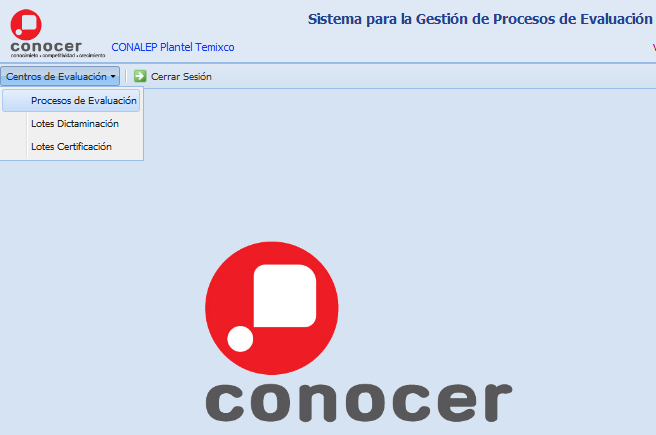 Sistema para la Gestión de Procesos de Evaluación
conocer
conocimiento • competitividad • crecimiento
CONALEP Plantel Temixco
Centros de Evaluación
Cerrar Sesión
Procesos de Evaluación
Lotes Dictaminación
Lotes Certificación
conocer